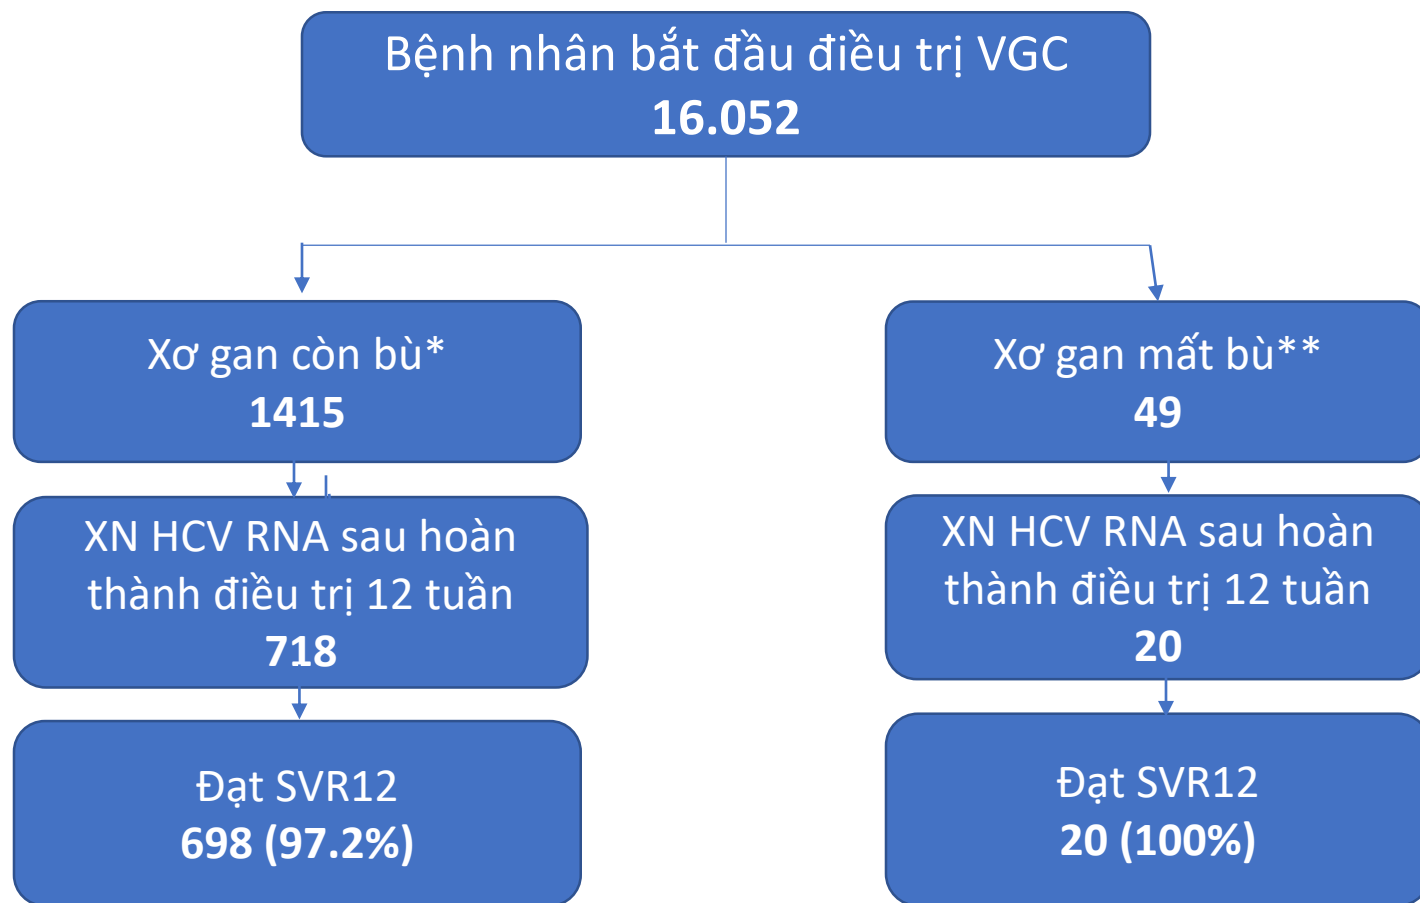 Bệnh nhân bắt đầu điều trị VGC
16.052
Xơ gan còn bù*
1415
Xơ gan mất bù**
49
XN HCV RNA sau hoàn
thành điều trị 12 tuần
718
XN HCV RNA sau hoàn
thành điều trị 12 tuần
20
Đạt SVR12
698 (97.2%)
Đạt SVR12
20 (100%)